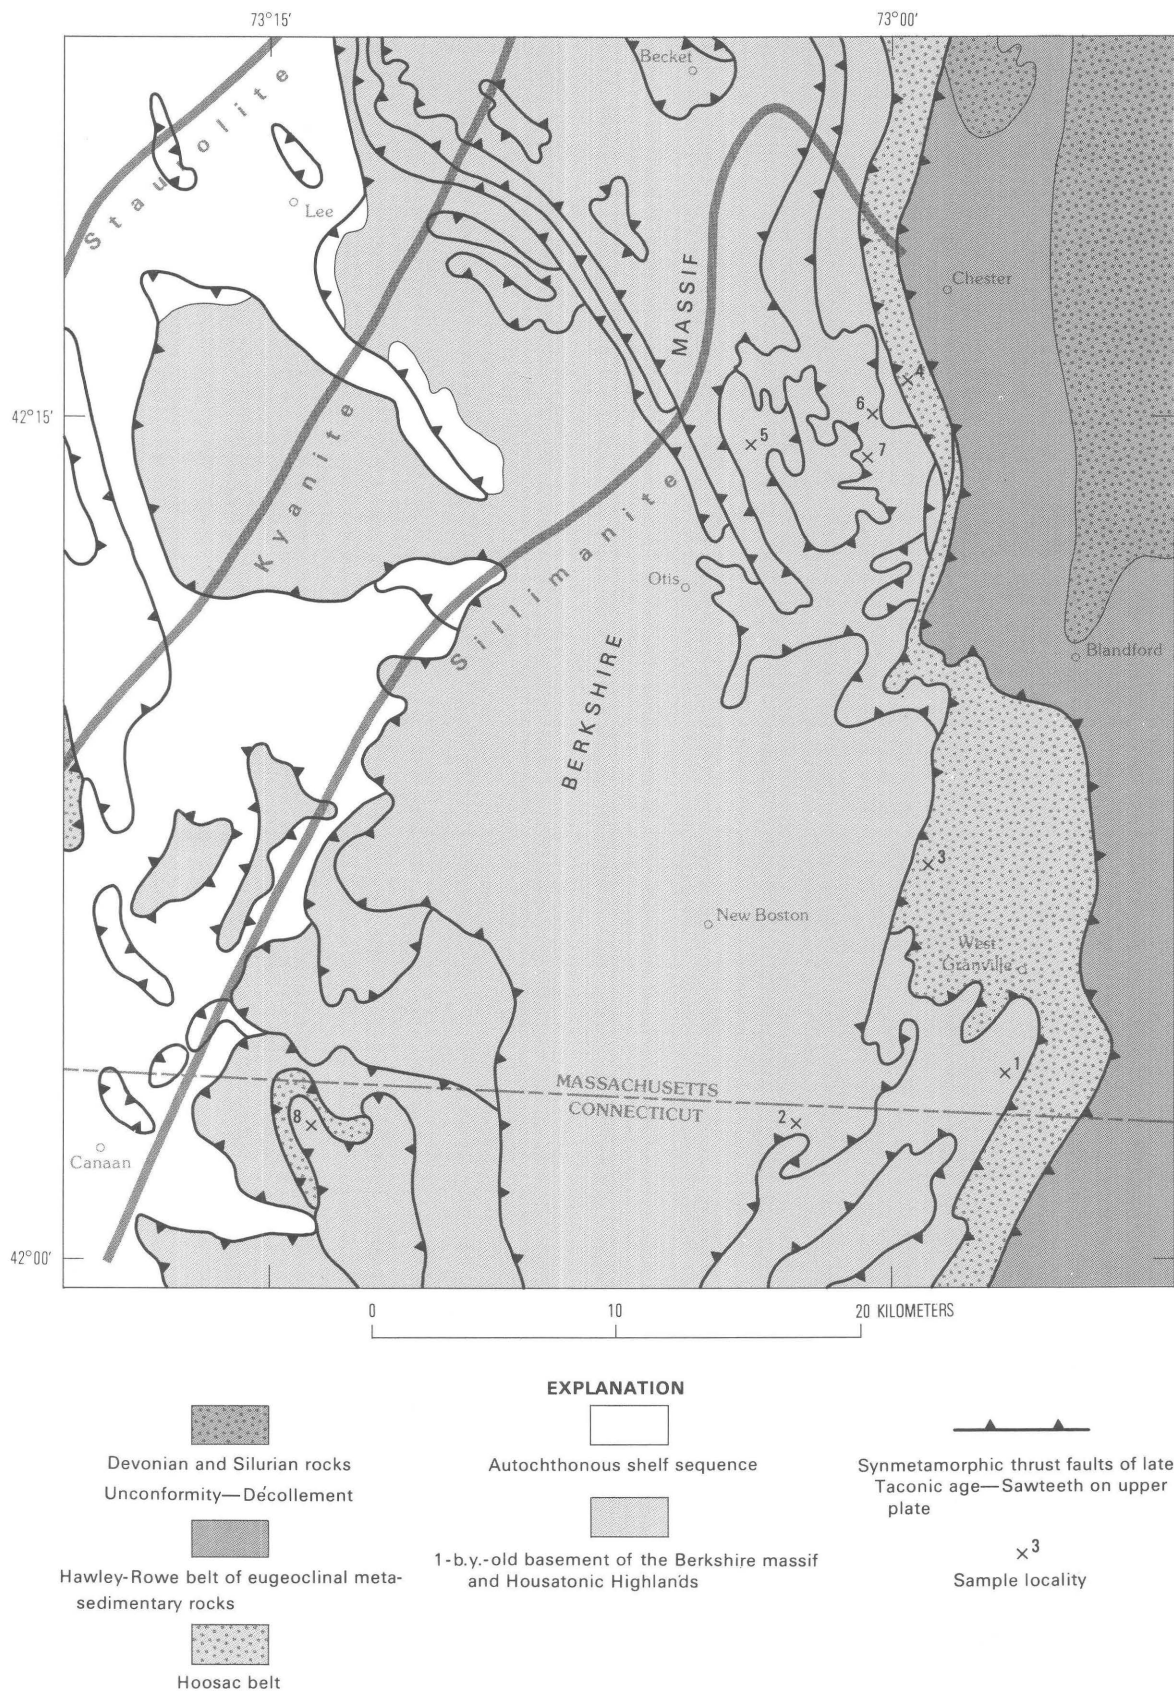 73°15'
73°00'
Becket
Staurolite
Lee
Chester
MASSIF
42°15'
4
6
5
7
Kyanite
Sillimanite
Otis
Blandford
BERKSHIRE
3
New Boston
West
Granville
1
MASSACHUSETTS
CONNECTICUT
2
8
Canaan
42°00'
0 10 20 KILOMETERS
EXPLANATION
Devonian and Silurian rocks
Unconformity—Décollement
Hawley-Rowe belt of eugeoclinal meta-
sedimentary rocks
Hoosac belt
Autochthonous shelf sequence
1-b.y.-old basement of the Berkshire massif
and Housatonic Highlands
Synmetamorphic thrust faults of late
Taconic age—Sawteeth on upper
plate
×3
Sample locality